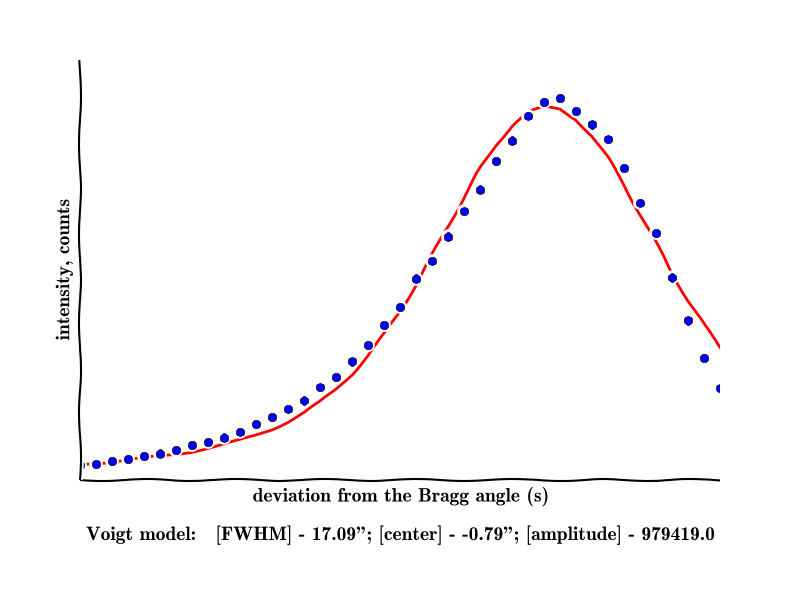 intensity, counts
deviation from the Bragg angle (s)
Voigt model: [FWHM] - 17.09”; [center] - -0.79”; [amplitude] - 979419.0